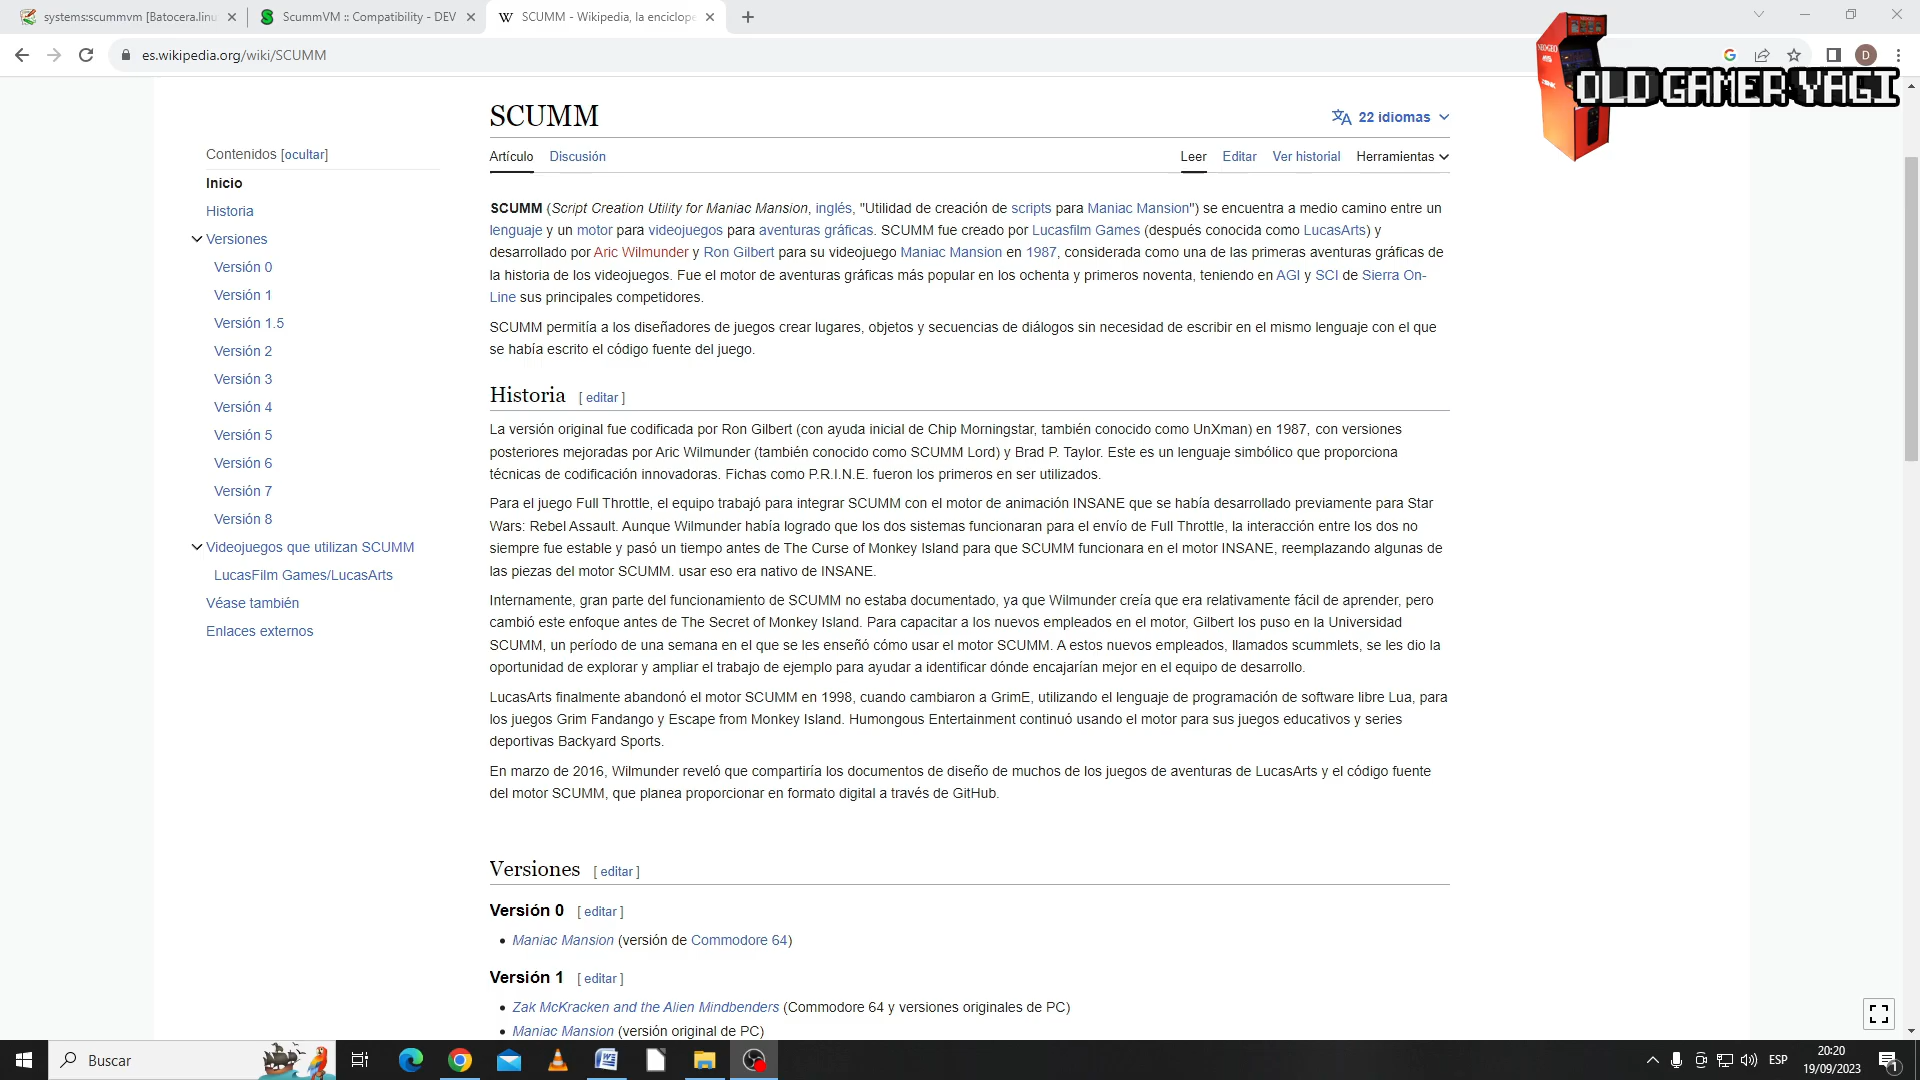 systems:scummvm [Batocera.linu
ScummVM :: Compatibility - DEV
W SCUMM - Wikipedia, la enciclope
es.wikipedia.org/wiki/SCUMM
G
D
NEOGEO
OLD GAMER YAGI
SCUMM
22 idiomas
Contenidos [ocultar]
Artículo
Discusión
Leer
Editar
Ver historial
Herramientas
Inicio
Historia
Versiones
Versión 0
Versión 1
Versión 1.5
Versión 2
Versión 3
Versión 4
Versión 5
Versión 6
Versión 7
Versión 8
Videojuegos que utilizan SCUMM
LucasFilm Games/LucasArts
Véase también
Enlaces externos
SCUMM (Script Creation Utility for Maniac Mansion, inglés, "Utilidad de creación de scripts para Maniac Mansion") se encuentra a medio camino entre un
lenguaje y un motor para videojuegos para aventuras gráficas. SCUMM fue creado por Lucasfilm Games (después conocida como LucasArts) y
desarrollado por Aric Wilmunder y Ron Gilbert para su videojuego Maniac Mansion en 1987, considerada como una de las primeras aventuras gráficas de
la historia de los videojuegos. Fue el motor de aventuras gráficas más popular en los ochenta y primeros noventa, teniendo en AGI y SCI de Sierra On-
Line sus principales competidores.
SCUMM permitía a los diseñadores de juegos crear lugares, objetos y secuencias de diálogos sin necesidad de escribir en el mismo lenguaje con el que
se había escrito el código fuente del juego.
Historia [ editar ]
La versión original fue codificada por Ron Gilbert (con ayuda inicial de Chip Morningstar, también conocido como UnXman) en 1987, con versiones
posteriores mejoradas por Aric Wilmunder (también conocido como SCUMM Lord) y Brad P. Taylor. Este es un lenguaje simbólico que proporciona
técnicas de codificación innovadoras. Fichas como P.R.I.N.E. fueron los primeros en ser utilizados.
Para el juego Full Throttle, el equipo trabajó para integrar SCUMM con el motor de animación INSANE que se había desarrollado previamente para Star
Wars: Rebel Assault. Aunque Wilmunder había logrado que los dos sistemas funcionaran para el envío de Full Throttle, la interacción entre los dos no
siempre fue estable y pasó un tiempo antes de The Curse of Monkey Island para que SCUMM funcionara en el motor INSANE, reemplazando algunas de
las piezas del motor SCUMM. usar eso era nativo de INSANE.
Internamente, gran parte del funcionamiento de SCUMM no estaba documentado, ya que Wilmunder creía que era relativamente fácil de aprender, pero
cambió este enfoque antes de The Secret of Monkey Island. Para capacitar a los nuevos empleados en el motor, Gilbert los puso en la Universidad
SCUMM, un período de una semana en el que se les enseñó cómo usar el motor SCUMM. A estos nuevos empleados, llamados scummlets, se les dio la
oportunidad de explorar y ampliar el trabajo de ejemplo para ayudar a identificar dónde encajarían mejor en el equipo de desarrollo.
LucasArts finalmente abandonó el motor SCUMM en 1998, cuando cambiaron a GrimE, utilizando el lenguaje de programación de software libre Lua, para
los juegos Grim Fandango y Escape from Monkey Island. Humongous Entertainment continuó usando el motor para sus juegos educativos y series
deportivas Backyard Sports.
En marzo de 2016, Wilmunder reveló que compartiría los documentos de diseño de muchos de los juegos de aventuras de LucasArts y el código fuente
del motor SCUMM, que planea proporcionar en formato digital a través de GitHub.
Versiones [ editar ]
Versión 0 [ editar ]
Maniac Mansion (versión de Commodore 64)
Versión 1 [ editar ]
Zak McKracken and the Alien Mindbenders (Commodore 64 y versiones originales de PC)
Maniac Mansion (versión original de PC)
Buscar
ESP
20:20
19/09/2023
1